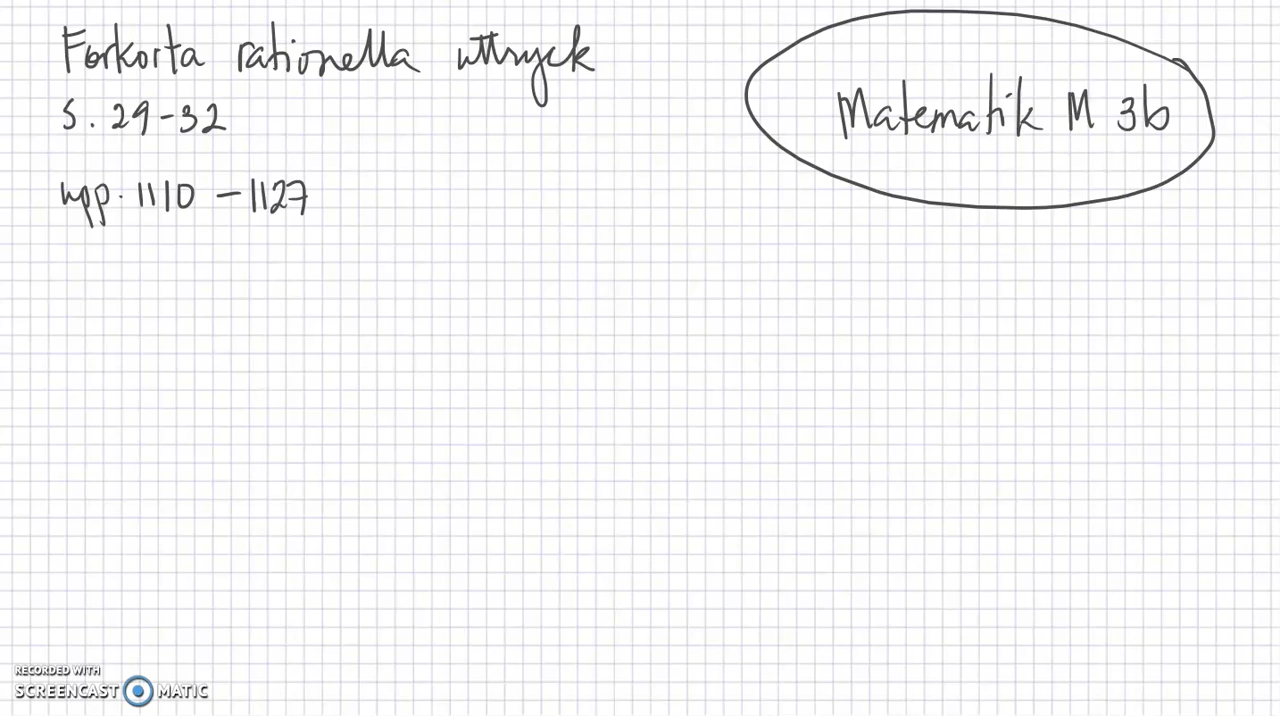 Förkorta rationella uttryck
s. 29-32
upp. 1110 - 1127
Matematik M 3b
RECORDED WITH
SCREENCAST MATIC